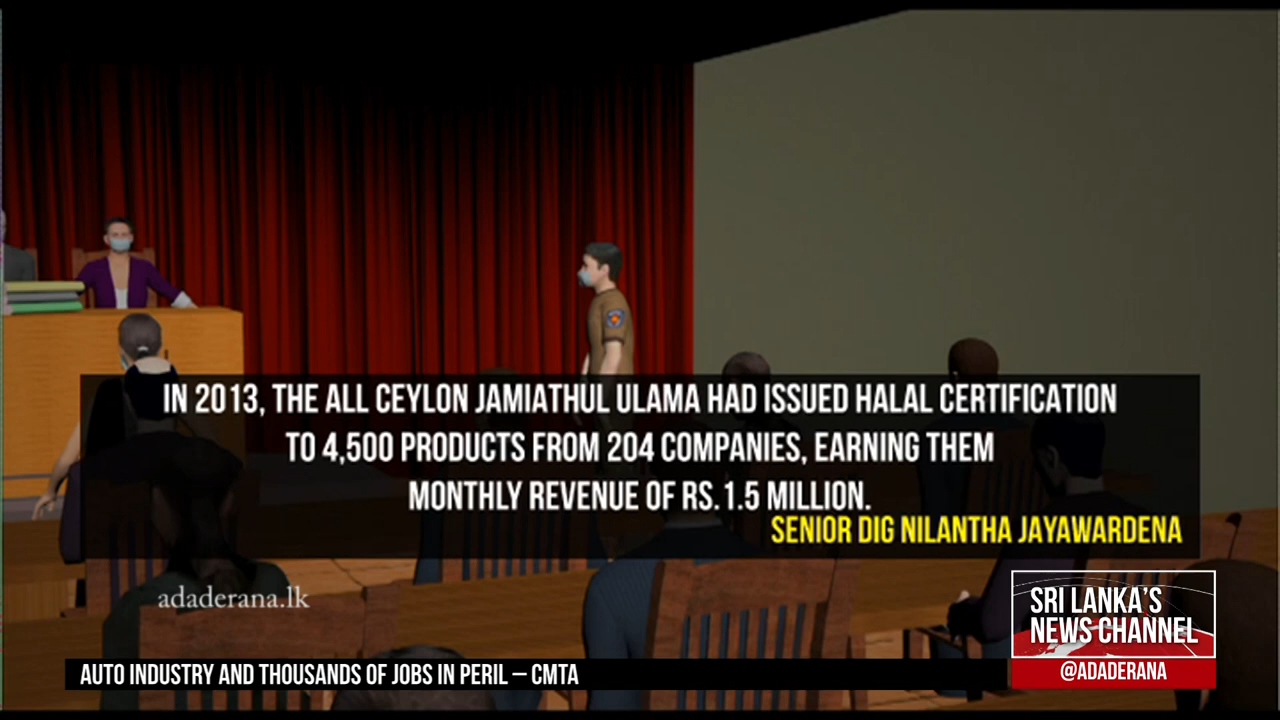 IN 2013, THE ALL CEYLON JAMIATHUL ULAMA HAD ISSUED HALAL CERTIFICATION
TO 4,500 PRODUCTS FROM 204 COMPANIES, EARNING THEM
MONTHLY REVENUE OF RS.1.5 MILLION.
SENIOR DIG NILANTHA JAYAWARDENA
adaderana.lk
SRI LANKA'S
NEWS CHANNEL
@ADADERANA
AUTO INDUSTRY AND THOUSANDS OF JOBS IN PERIL – CMTA